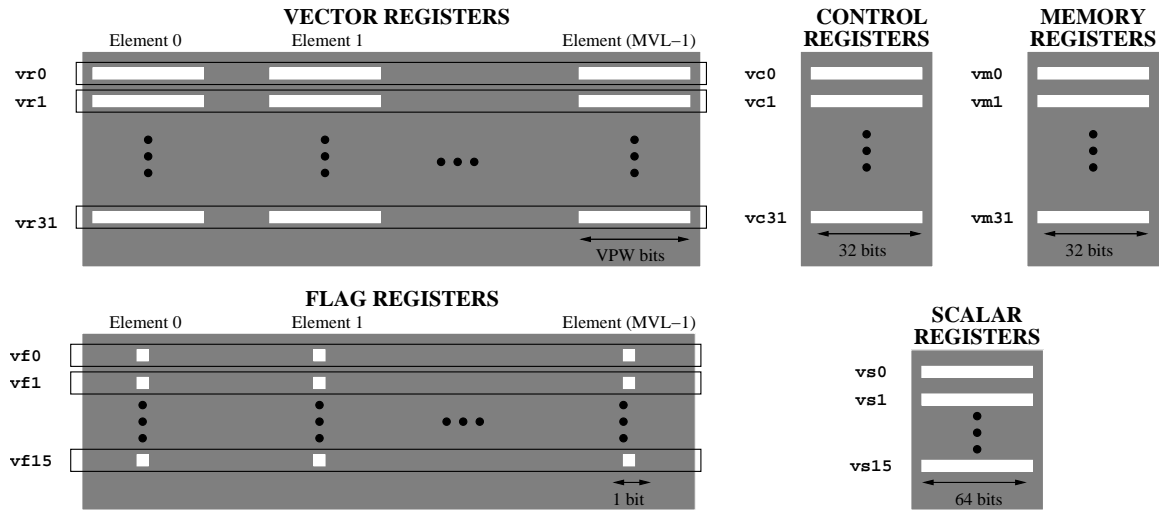 VECTOR REGISTERS
Element 0 Element 1 Element (MVL−1)
vr0
vr1
vr31
VPW bits
CONTROL
REGISTERS
vc0
vc1
vc31
32 bits
MEMORY
REGISTERS
vm0
vm1
vm31
32 bits
FLAG REGISTERS
Element 0 Element 1 Element (MVL−1)
vf0
vf1
vf15
1 bit
SCALAR
REGISTERS
vs0
vs1
vs15
64 bits